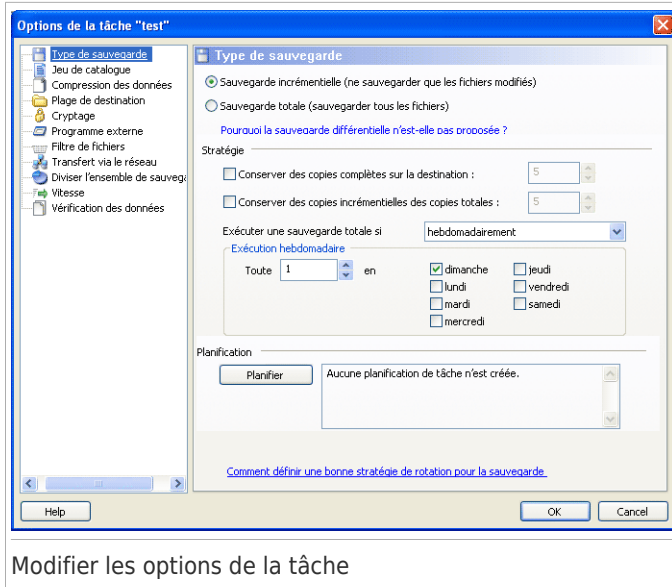 Options de la tâche "test"
Type de sauvegarde
Jeu de catalogue
Compression des données
Plage de destination
Cryptage
Programme externe
Filtre de fichiers
Transfert via le réseau
Diviser l'ensemble de sauvega
Vitesse
Vérification des données
Type de sauvegarde
Sauvegarde incrémentielle (ne sauvegarder que les fichiers modifiés)
Sauvegarde totale (sauvegarder tous les fichiers)
Pourquoi la sauvegarde différentielle n'est-elle pas proposée ?
Stratégie
Conserver des copies complètes sur la destination : 5
Conserver des copies incrémentielles des copies totales : 5
Exécuter une sauvegarde totale si hebdomadairement
Exécution hebdomadaire
Toute 1 en
dimanche jeudi
lundi vendredi
mardi samedi
mercredi
Planification
Planifier
Aucune planification de tâche n'est créée.
Comment définir une bonne stratégie de rotation pour la sauvegarde
Help OK Cancel
Modifier les options de la tâche